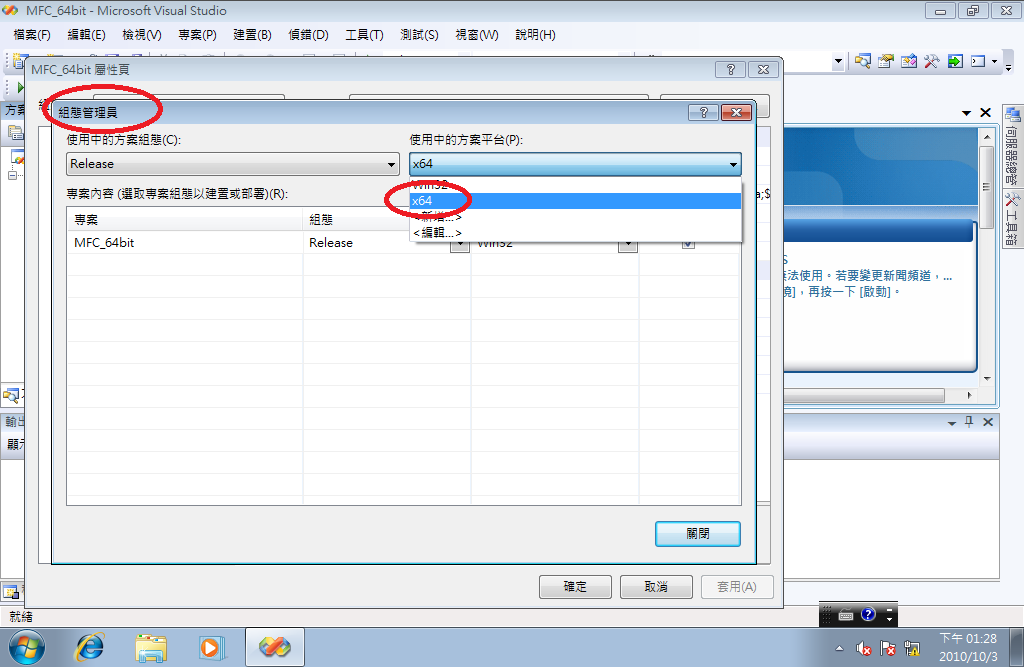 MFC_64bit - Microsoft Visual Studio
檔案(F) 編輯(E) 檢視(V) 專案(P) 建置(B) 偵錯(D) 工具(T) 測試(S) 視窗(W) 說明(H)
MFC_64bit 屬性頁
組態管理員
使用中的方案組態(C):
使用中的方案平台(P):
Release
x64
Win32
x64
<新增...>
<編輯...>
專案內容 (選取專案組態以建置或部署)(R):
專案 組態
MFC_64bit Release Win32
a;$
法使用。若要變更新聞頻道，...
，再按一下 [啟動]。
伺服器總管
工具箱
方案
輸出
顯示
關閉
確定 取消 套用(A)
就緒
下午 01:28
2010/10/3